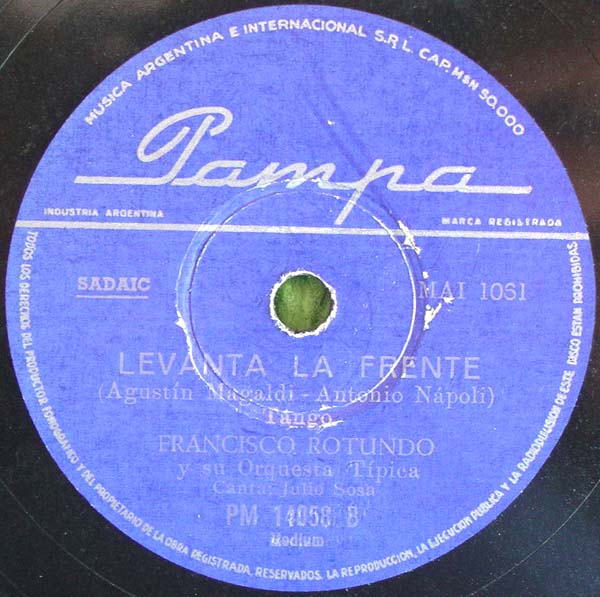 MUSICA ARGENTINA E INTERNACIONAL S.R.L. CAP. M$N 50.000
Pampa
INDUSTRIA ARGENTINA
MARCA REGISTRADA
SADAIC
MAI 1061
LEVANTA LA FRENTE
(Agustín Magaldi - Antonio Nápoli)
Tango
FRANCISCO ROTUNDO
y su Orquesta Típica
Canta: Julio Sosa
PM 14058 B
Medium
TODOS LOS DERECHOS DEL PRODUCTOR FONOGRAFICO Y DEL PROPIETARIO DE LA OBRA REGISTRADA, RESERVADOS. LA REPRODUCCION, LA EJECUCION PUBLICA Y LA RADIODIFUSION DE ESTE DISCO ESTAN PROHIBIDAS